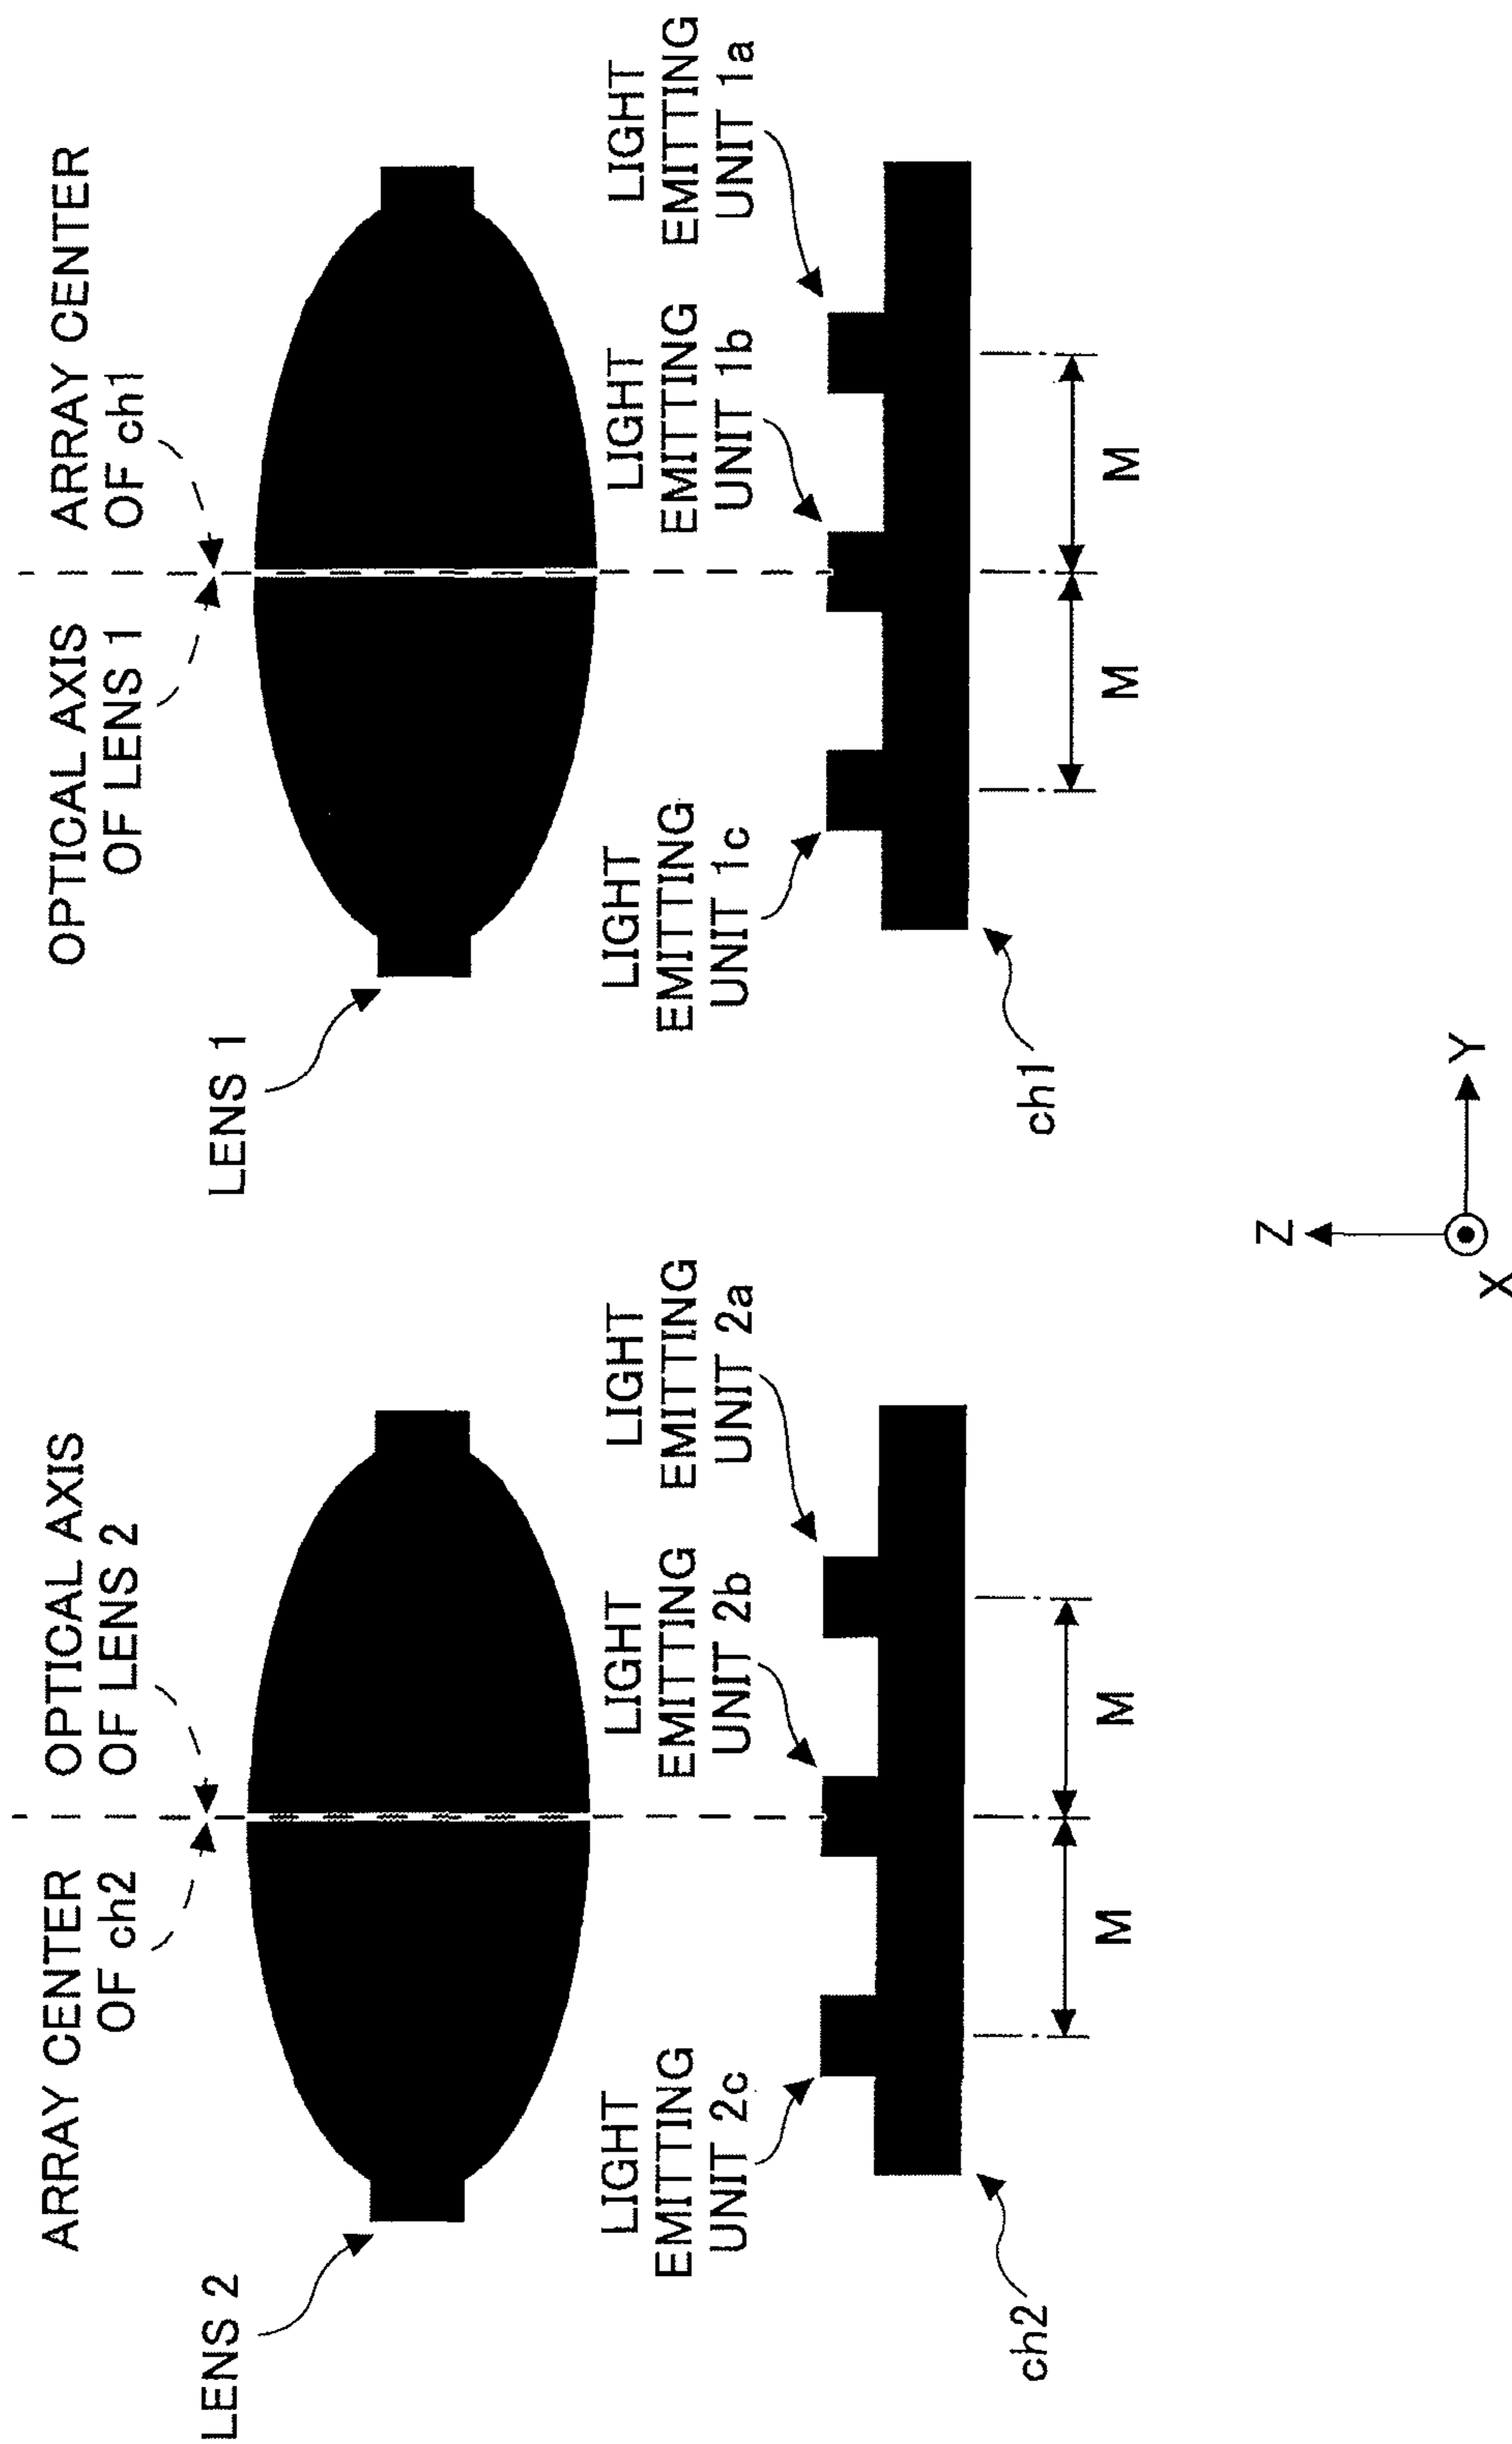 ARRAY CENTER
OF ch2
OPTICAL AXIS
OF LENS 2
OPTICAL AXIS
OF LENS 1
ARRAY CENTER
OF ch1
LENS 2
LENS 1
LIGHT
EMITTING
UNIT 2c
LIGHT
EMITTING
UNIT 2b
LIGHT
EMITTING
UNIT 2a
LIGHT
EMITTING
UNIT 1c
LIGHT
EMITTING
UNIT 1b
LIGHT
EMITTING
UNIT 1a
ch2
M
M
ch1
M
M
Z
Y
X